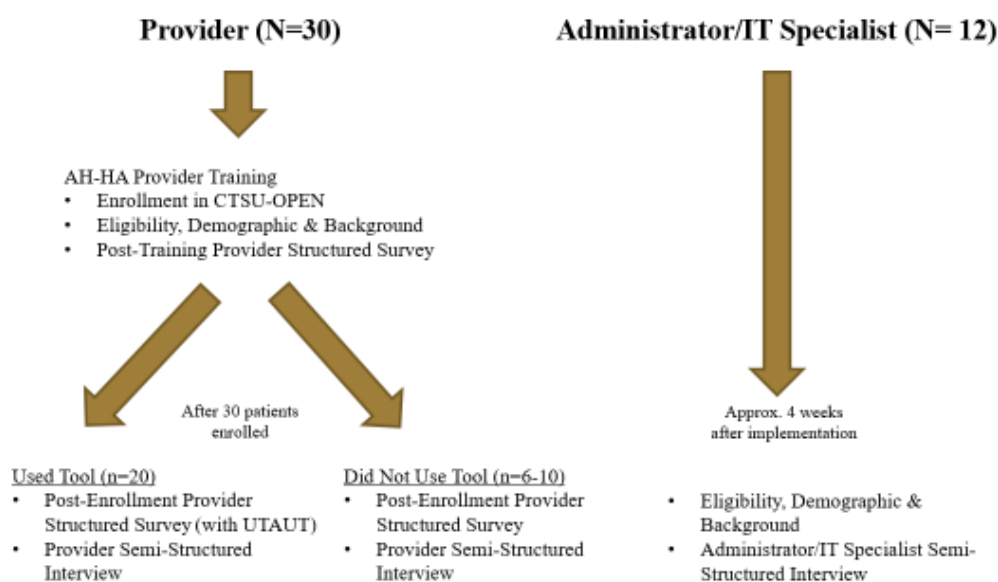 Provider (N=30)
Administrator/IT Specialist (N= 12)
AH-HA Provider Training
• Enrollment in CTSU-OPEN
• Eligibility, Demographic & Background
• Post-Training Provider Structured Survey
After 30 patients
enrolled
Approx. 4 weeks
after implementation
Used Tool (n=20)
• Post-Enrollment Provider
Structured Survey (with UTAUT)
• Provider Semi-Structured
Interview
Did Not Use Tool (n=6-10)
• Post-Enrollment Provider
Structured Survey
• Provider Semi-Structured
Interview
• Eligibility, Demographic &
Background
• Administrator/IT Specialist Semi-
Structured Interview